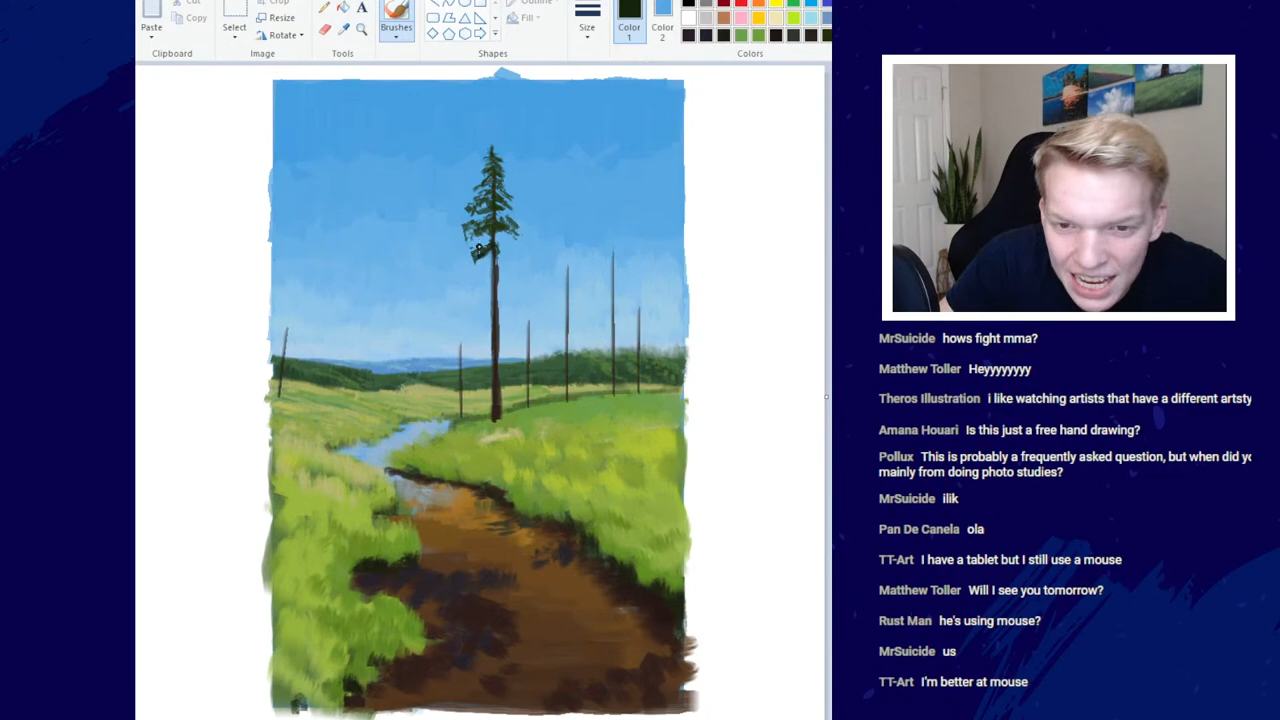 Cut
Crop
Paste
Copy
Select
Resize
Rotate
A
Brushes
Outline
Fill
Size
Color
1
Color
2
Clipboard
Image
Tools
Shapes
Colors
MrSuicide hows fight mma?
Matthew Toller Heyyyyyyy
Theros Illustration i like watching artists that have a different artsty
Amana Houari Is this just a free hand drawing?
Pollux This is probably a frequently asked question, but when did yo
mainly from doing photo studies?
MrSuicide ilik
Pan De Canela ola
TT-Art I have a tablet but I still use a mouse
Matthew Toller Will I see you tomorrow?
Rust Man he's using mouse?
MrSuicide us
TT-Art I'm better at mouse